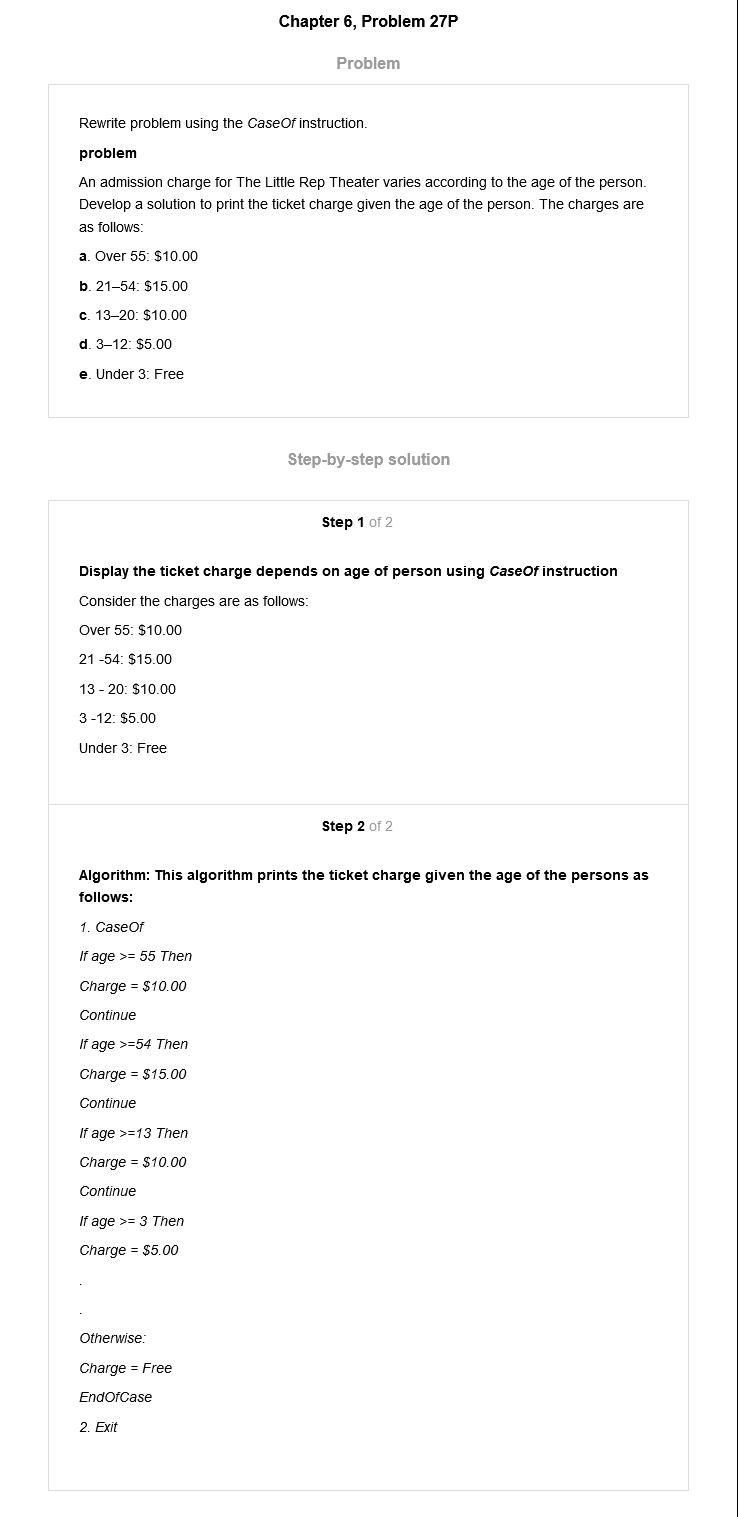 Chapter 6, Problem 27P
Problem
Rewrite problem using the CaseOf instruction.
problem
An admission charge for The Little Rep Theater varies according to the age of the person.
Develop a solution to print the ticket charge given the age of the person. The charges are
as follows:
a. Over 55: $10.00
b. 21–54: $15.00
c. 13–20: $10.00
d. 3–12: $5.00
e. Under 3: Free
Step-by-step solution
Step 1 of 2
Display the ticket charge depends on age of person using CaseOf instruction
Consider the charges are as follows:
Over 55: $10.00
21 -54: $15.00
13 - 20: $10.00
3 -12: $5.00
Under 3: Free
Step 2 of 2
Algorithm: This algorithm prints the ticket charge given the age of the persons as
follows:
1. CaseOf
If age >= 55 Then
Charge = $10.00
Continue
If age >=54 Then
Charge = $15.00
Continue
If age >=13 Then
Charge = $10.00
Continue
If age >= 3 Then
Charge = $5.00
.
.
Otherwise:
Charge = Free
EndOfCase
2. Exit